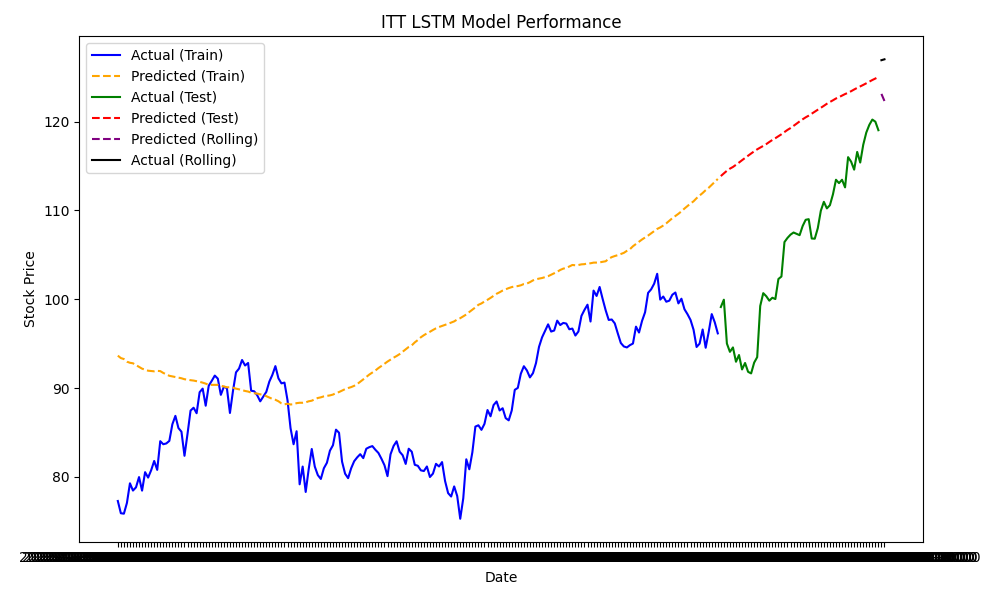 ITT LSTM Model Performance
Actual (Train)
Predicted (Train)
Actual (Test)
Predicted (Test)
Predicted (Rolling)
Actual (Rolling)
120
110
100
90
80
Stock Price
Date